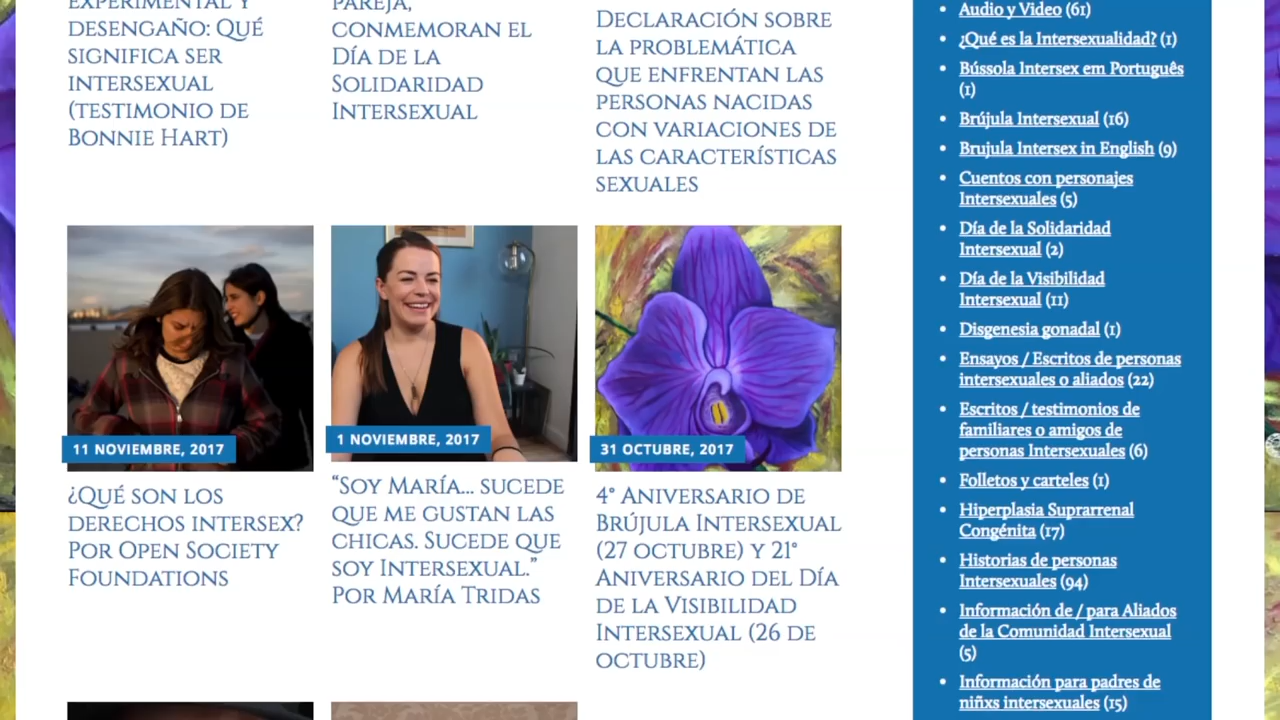 EXPERIMENTAL Y
DESENGAÑO: QUÉ
SIGNIFICA SER
INTERSEXUAL
(TESTIMONIO DE
BONNIE HART)
PAREJA,
CONMEMORAN EL
DÍA DE LA
SOLIDARIDAD
INTERSEXUAL
DECLARACIÓN SOBRE
LA PROBLEMÁTICA
QUE ENFRENTAN LAS
PERSONAS NACIDAS
CON VARIACIONES DE
LAS CARACTERÍSTICAS
SEXUALES
11 NOVIEMBRE, 2017
¿QUÉ SON LOS
DERECHOS INTERSEX?
POR OPEN SOCIETY
FOUNDATIONS
1 NOVIEMBRE, 2017
“SOY MARÍA... SUCEDE
QUE ME GUSTAN LAS
CHICAS. SUCEDE QUE
SOY INTERSEXUAL.”
POR MARÍA TRIDAS
31 OCTUBRE, 2017
4° ANIVERSARIO DE
BRÚJULA INTERSEXUAL
(27 OCTUBRE) Y 21°
ANIVERSARIO DEL DÍA
DE LA VISIBILIDAD
INTERSEXUAL (26 DE
OCTUBRE)
• Audio y Video (61)
• ¿Qué es la Intersexualidad? (1)
• Bússola Intersex em Português
(1)
• Brújula Intersexual (16)
• Brujula Intersex in English (9)
• Cuentos con personajes
Intersexuales (5)
• Día de la Solidaridad
Intersexual (2)
• Día de la Visibilidad
Intersexual (11)
• Disgenesia gonadal (1)
• Ensayos / Escritos de personas
intersexuales o aliados (22)
• Escritos / testimonios de
familiares o amigos de
personas Intersexuales (6)
• Folletos y carteles (1)
• Hiperplasia Suprarrenal
Congénita (17)
• Historias de personas
Intersexuales (94)
• Información de / para Aliados
de la Comunidad Intersexual
(5)
• Información para padres de
niñxs intersexuales (15)